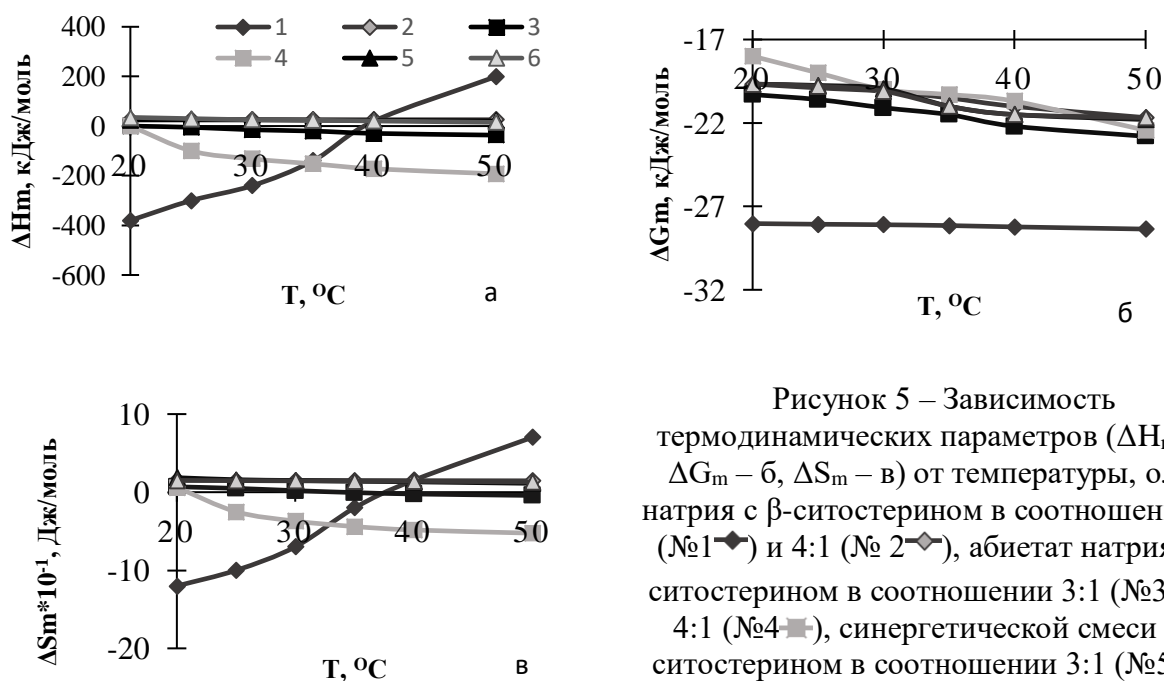 400
200
0
-200
-400
-600
20
30
40
50
1
2
3
4
5
6
ΔHm, кДж/моль
T, ᴼC
а
-17
-22
-27
-32
20
30
40
50
ΔGm, кДж/моль
T, ᴼC
б
10
0
-10
-20
20
30
40
50
ΔSm*10⁻¹, Дж/моль
T, ᴼC
в
Рисунок 5 – Зависимость
термодинамических параметров (ΔH
ΔGm – б, ΔSm – в) от температуры,
натрия с β-ситостерином в
(№1) и 4:1 (№ 2), абиетат натрия
ситостерином в соотношении 3:1 (№3
4:1 (№4), синергетической смеси
ситостерином в соотношении 3:1 (№5